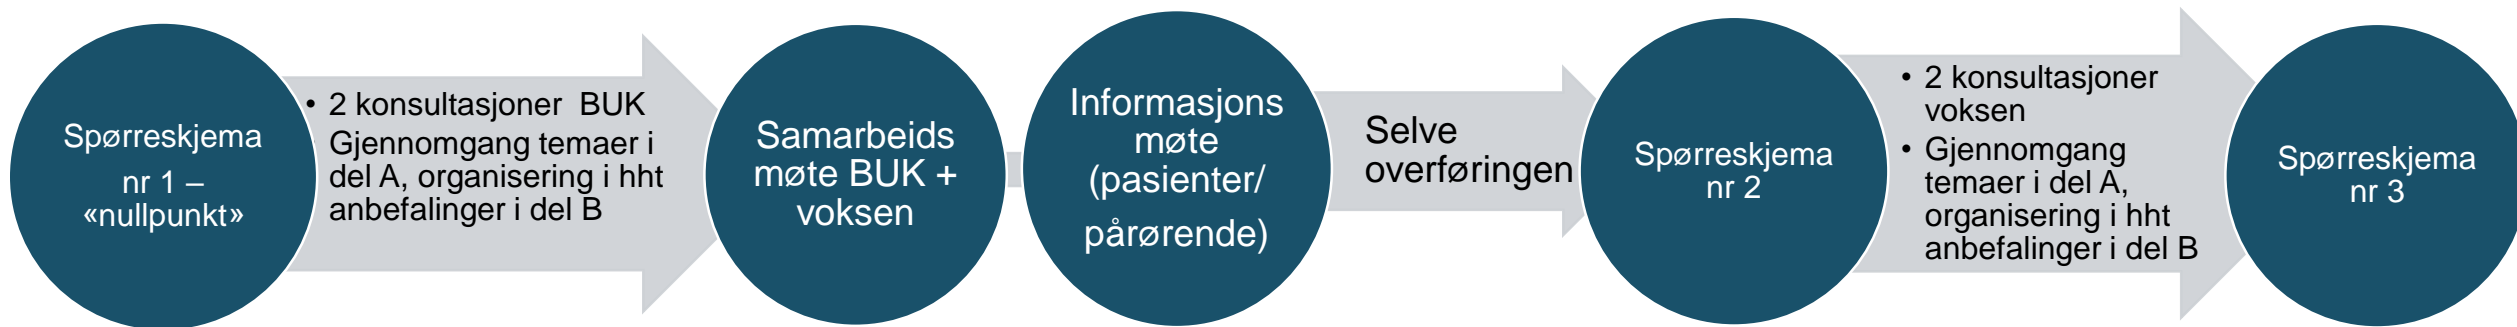 Spørreskjema
nr 1 –
«nullpunkt»
• 2 konsultasjoner  BUK
Gjennomgang temaer i
del A, organisering i hht
anbefalinger i del B
Samarbeids
møte BUK +
voksen
Informasjons
møte
(pasienter/
pårørende)
Selve
overføringen
Spørreskjema
nr 2
• 2 konsultasjoner
voksen
• Gjennomgang
temaer i del A,
organisering i hht
anbefalinger i del B
Spørreskjema
nr 3